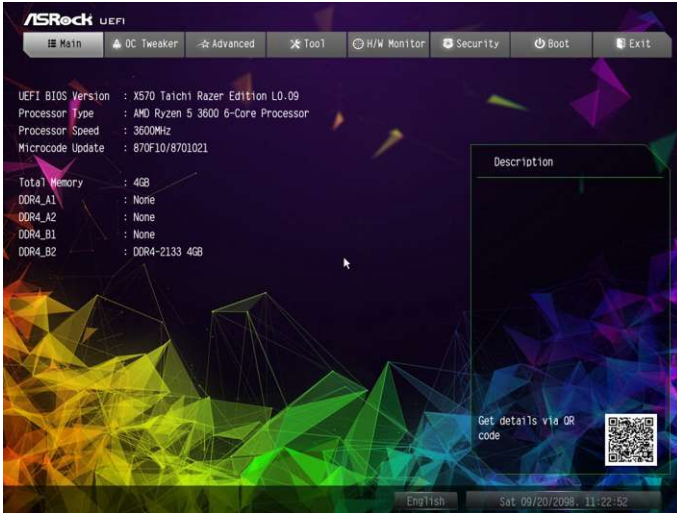 ASRock UEFI
Main OC Tweaker Advanced Tool H/W Monitor Security Boot Exit
UEFI BIOS Version : X570 Taichi Razer Edition L0.09
Processor Type : AMD Ryzen 5 3600 6-Core Processor
Processor Speed : 3600MHz
Microcode Update : 870F10/8701021
Total Memory : 4GB
DDR4_A1 : None
DDR4_A2 : None
DDR4_B1 : None
DDR4_B2 : DDR4-2133 4GB
Description
Get details via QR
code
English Sat 09/20/2098. 11:22:52